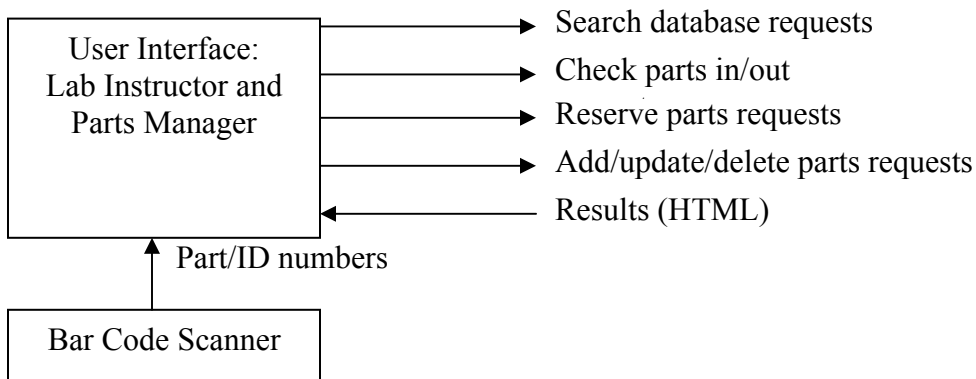 User Interface:
Lab Instructor and
Parts Manager
Search database requests
Check parts in/out
Reserve parts requests
Add/update/delete parts requests
Results (HTML)
Part/ID numbers
Bar Code Scanner